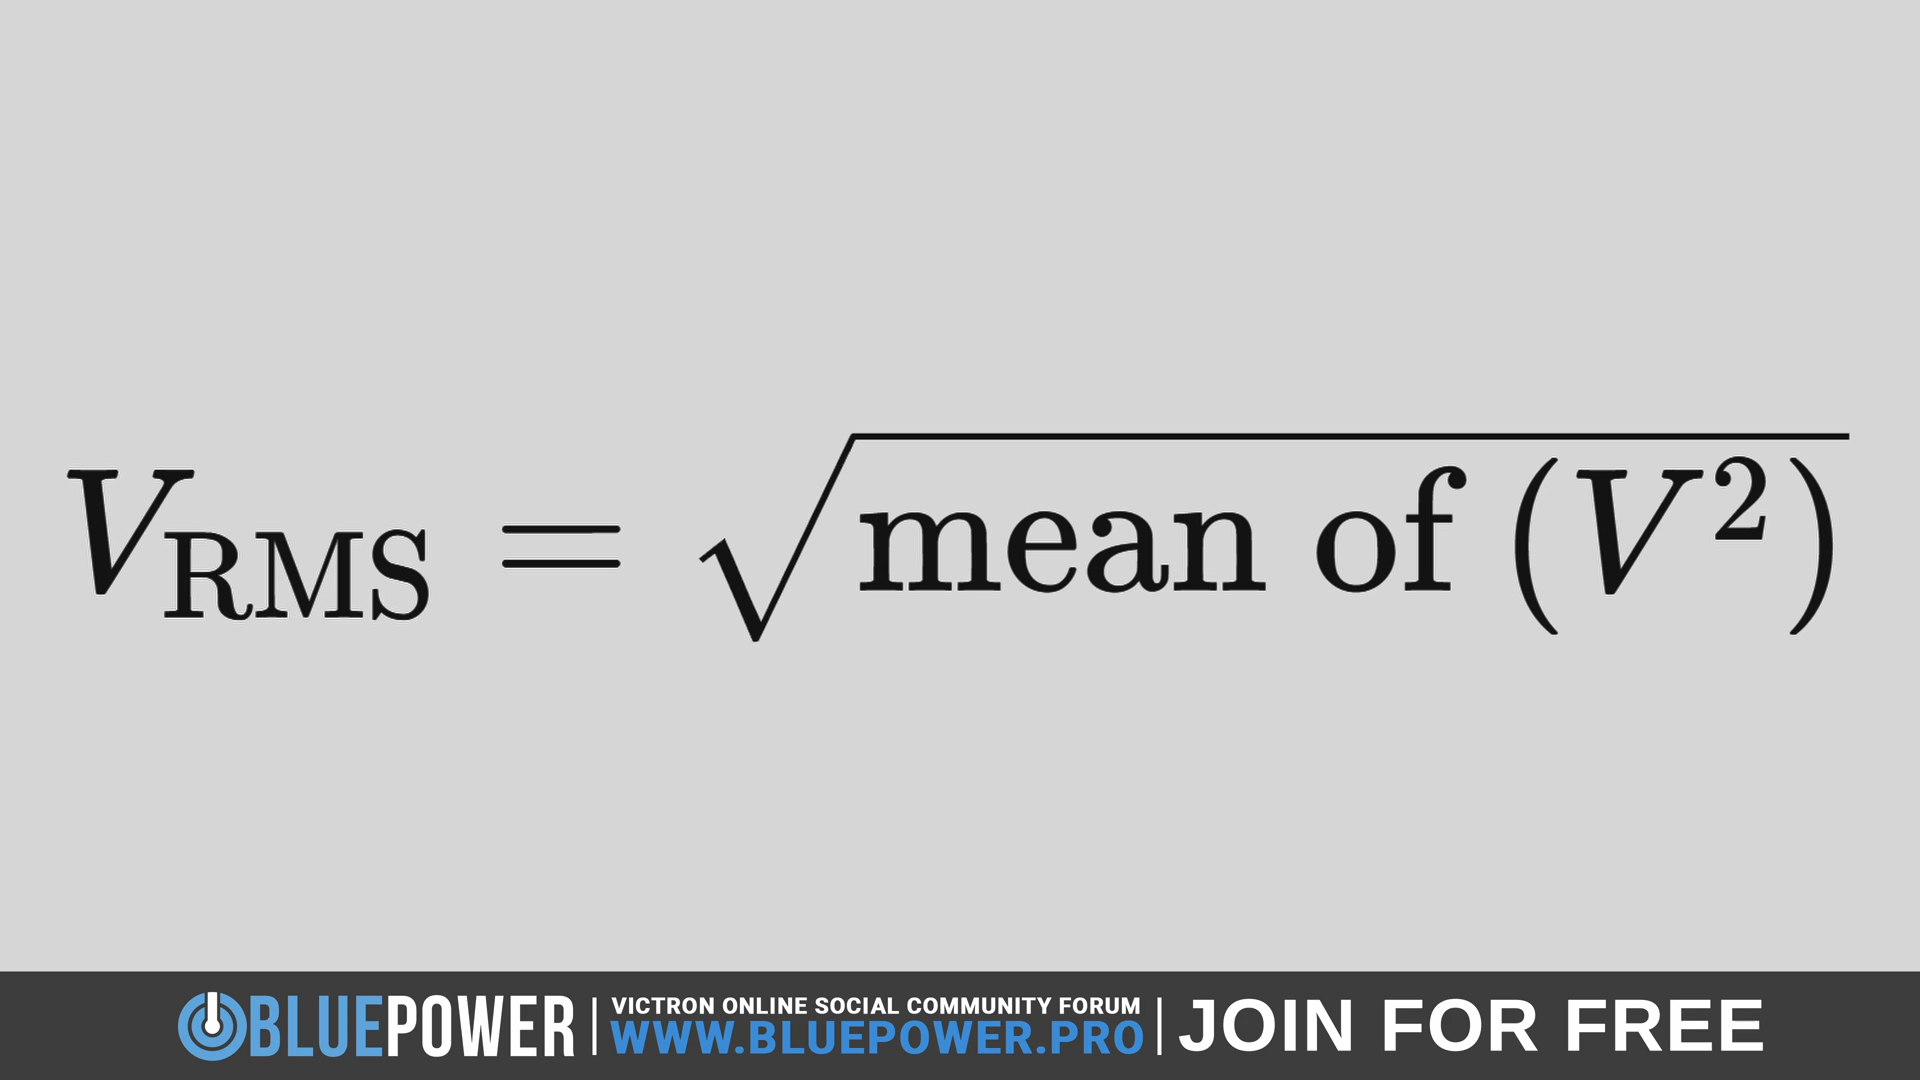 V_RMS = √mean of (V²)
BLUEPOWER
VICTRON ONLINE SOCIAL COMMUNITY FORUM
WWW.BLUEPOWER.PRO
JOIN FOR FREE